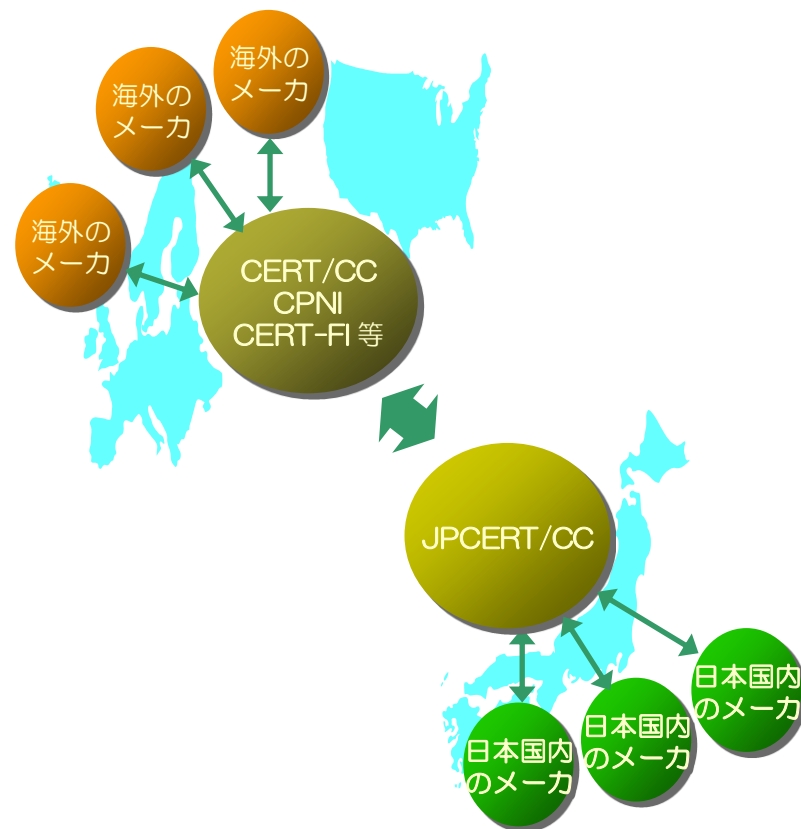 海外の
メーカ
海外の
メーカ
海外の
メーカ
CERT/CC
CPNI
CERT-FI 等
JPCERT/CC
日本国内
のメーカ
日本国内
のメーカ
日本国内
のメーカ